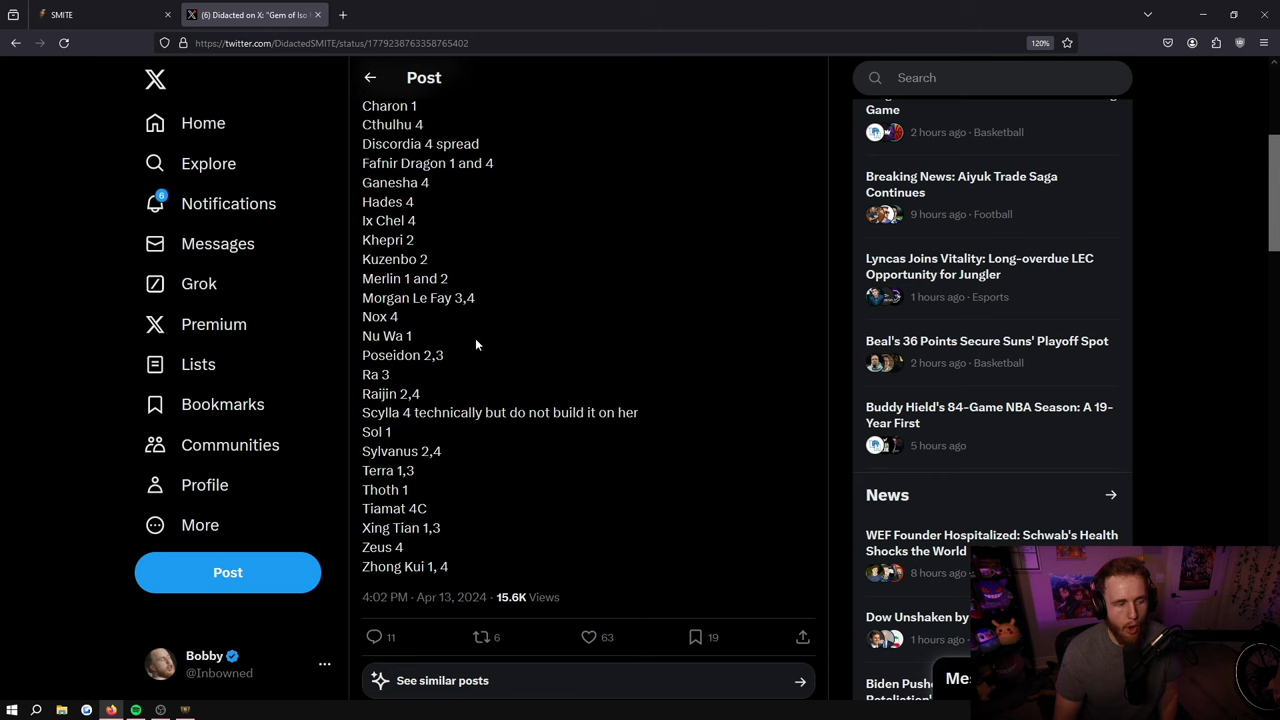 SMITE
(6) Didacted on X: "Gem of Iso
https://twitter.com/DidactedSMITE/status/1779238763358765402
120%
Home
Explore
6
Notifications
Messages
Grok
Premium
Lists
Bookmarks
Communities
Profile
More
Post
Bobby
@Inbowned
Post
Charon 1
Cthulhu 4
Discordia 4 spread
Fafnir Dragon 1 and 4
Ganesha 4
Hades 4
Ix Chel 4
Khepri 2
Kuzenbo 2
Merlin 1 and 2
Morgan Le Fay 3,4
Nox 4
Nu Wa 1
Poseidon 2,3
Ra 3
Raijin 2,4
Scylla 4 technically but do not build it on her
Sol 1
Sylvanus 2,4
Terra 1,3
Thoth 1
Tiamat 4C
Xing Tian 1,3
Zeus 4
Zhong Kui 1, 4
4:02 PM · Apr 13, 2024 · 15.6K Views
11
6
63
19
See similar posts
Search
Game
2 hours ago · Basketball
Breaking News: Aiyuk Trade Saga
Continues
9 hours ago · Football
Lyncas Joins Vitality: Long-overdue LEC
Opportunity for Jungler
1 hours ago · Esports
Beal's 36 Points Secure Suns' Playoff Spot
2 hours ago · Basketball
Buddy Hield's 84-Game NBA Season: A 19-
Year First
5 hours ago
News
WEF Founder Hospitalized: Schwab's Health
Shocks the World
8 hours ago
Dow Unshaken by
1 hours ago
Biden Pushe
Mes